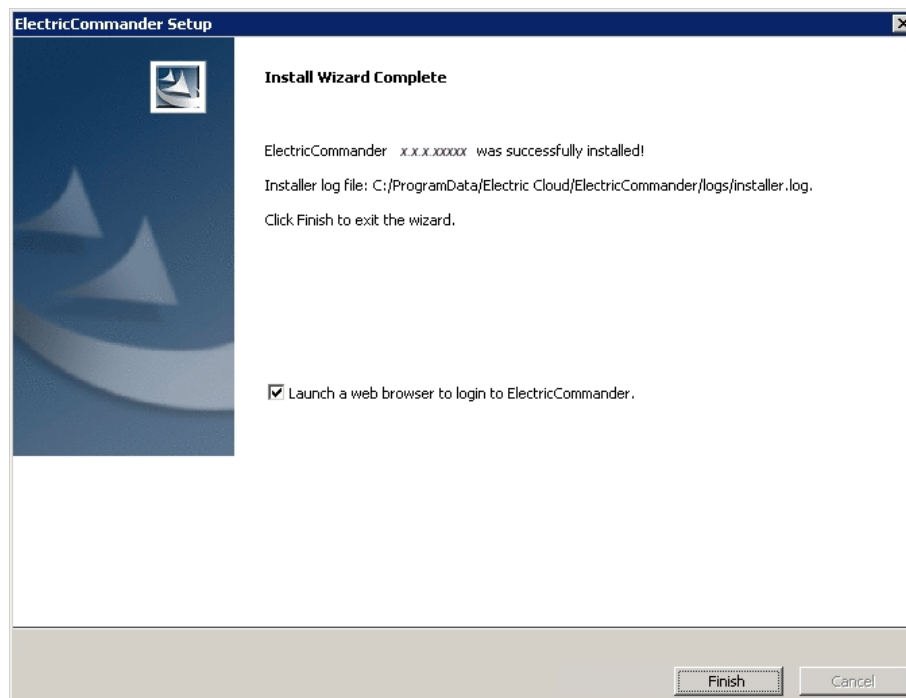 ElectricCommander Setup
Install Wizard Complete
ElectricCommander x.x.x.xxxxx was successfully installed!
Installer log file: C:/ProgramData/Electric Cloud/ElectricCommander/logs/installer.log.
Click Finish to exit the wizard.
Launch a web browser to login to ElectricCommander.
Finish
Cancel